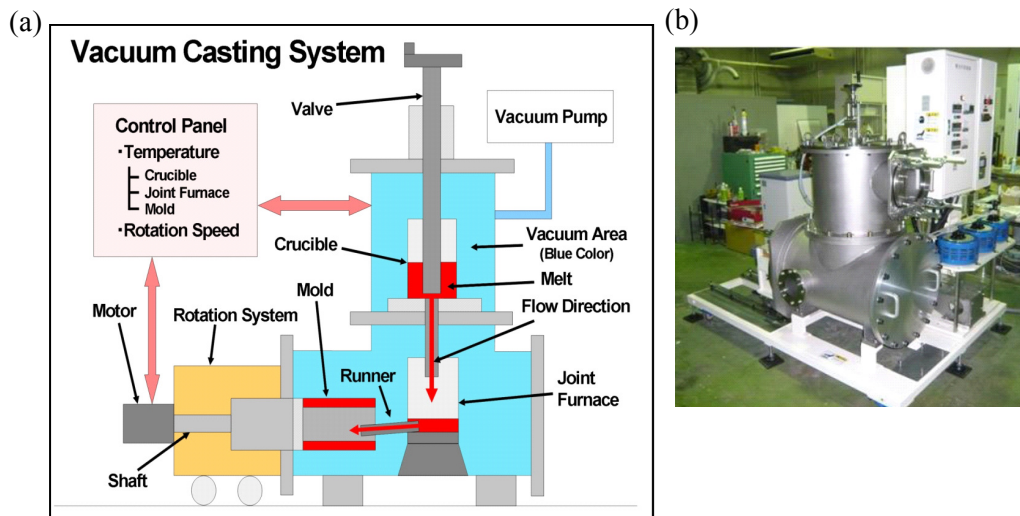 (a)
(b)
Vacuum Casting System
Valve
Vacuum Pump
Control Panel
・Temperature
Crucible
Joint Furnace
Mold
・Rotation Speed
Crucible
Vacuum Area
(Blue Color)
Melt
Mold
Flow Direction
Motor
Rotation System
Runner
Joint
Furnace
Shaft